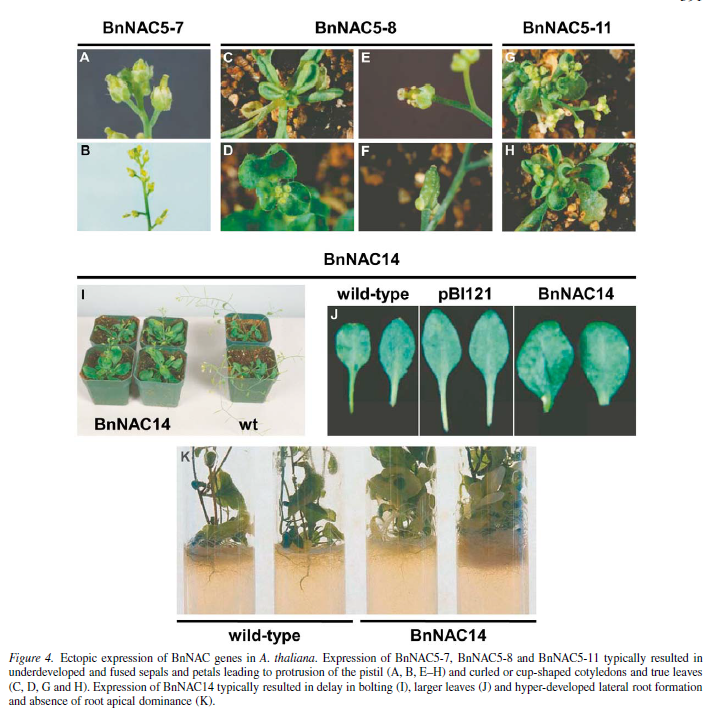 BnNAC5-7 BnNAC5-8 BnNAC5-11
A C E G
B D F H
BnNAC14
I wild-type pBI121 BnNAC14
J
BnNAC14 wt
K
wild-type BnNAC14
Figure 4. Ectopic expression of BnNAC genes in A. thaliana. Expression of BnNAC5-7, BnNAC5-8 and BnNAC5-11 typically resulted in
underdeveloped and fused sepals and petals leading to protrusion of the pistil (A, B, E–H) and curled or cup-shaped cotyledons and true leaves
(C, D, G and H). Expression of BnNAC14 typically resulted in delay in bolting (I), larger leaves (J) and hyper-developed lateral root formation
and absence of root apical dominance (K).